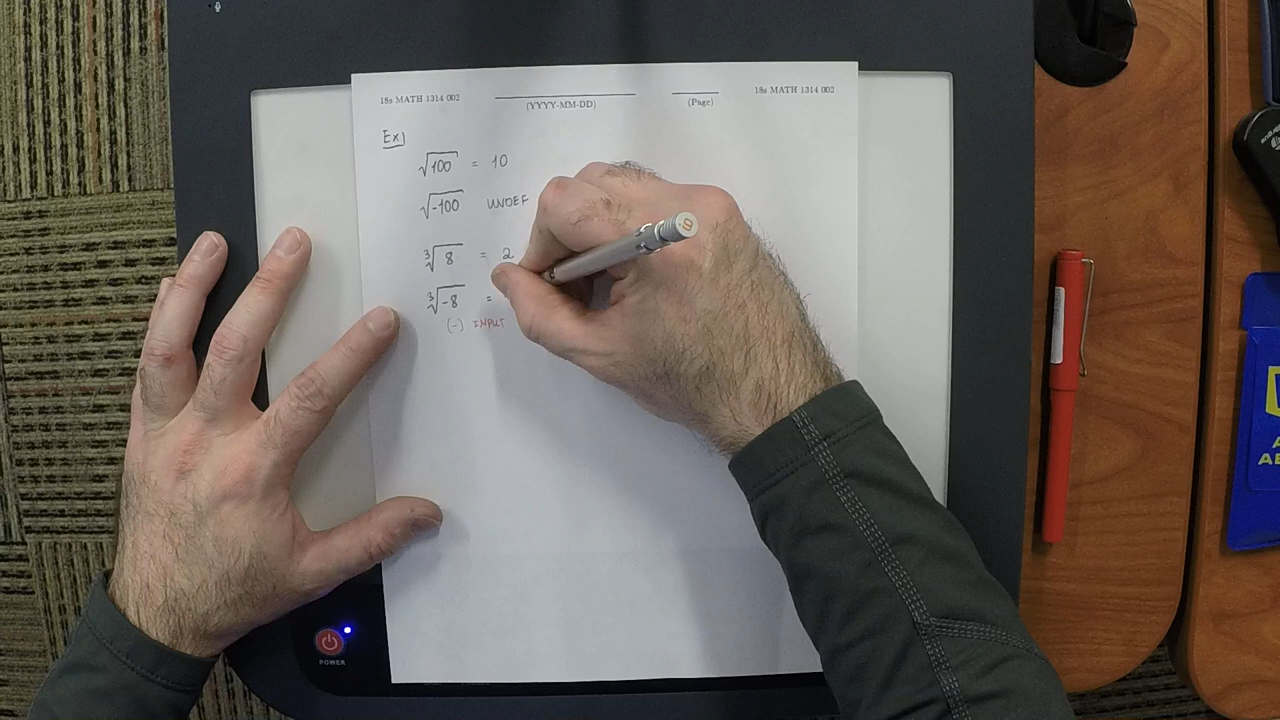 18s MATH 1314 002 (YYYY-MM-DD) (Page) 18s MATH 1314 002
Ex)
√100 = 10
√-100 UNDEF
∛8 = 2
∛-8 =
(-) INPUT
POWER